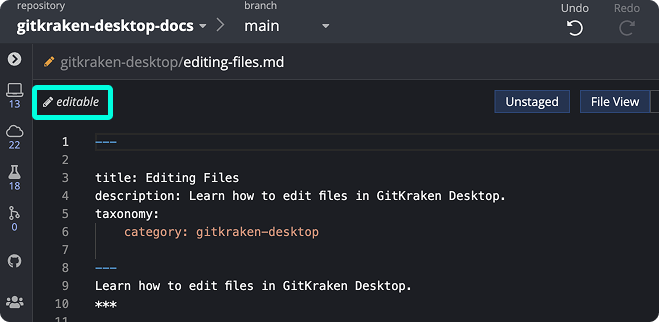 repository
branch
Undo
Redo
gitkraken-desktop-docs
main
gitkraken-desktop/editing-files.md
13
editable
Unstaged
File View
22
18
0
1 ---
2
3 title: Editing Files
4 description: Learn how to edit files in GitKraken Desktop.
5 taxonomy:
6 category: gitkraken-desktop
7
8 ---
9 Learn how to edit files in GitKraken Desktop.
10 ***
11